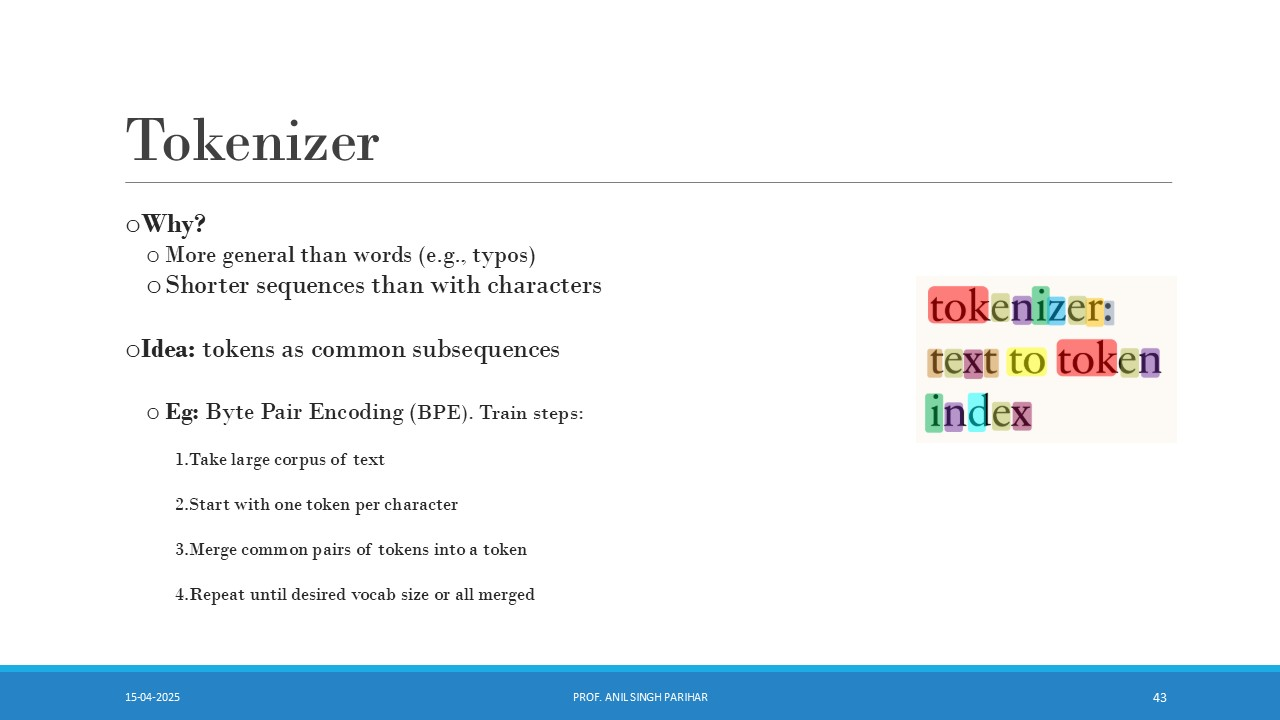 Tokenizer
oWhy?
o More general than words (e.g., typos)
o Shorter sequences than with characters
oIdea: tokens as common subsequences
o Eg: Byte Pair Encoding (BPE). Train steps:
1.Take large corpus of text
2.Start with one token per character
3.Merge common pairs of tokens into a token
4.Repeat until desired vocab size or all merged
tokenizer:
text to token
index
15-04-2025
PROF. ANIL SINGH PARIHAR
43